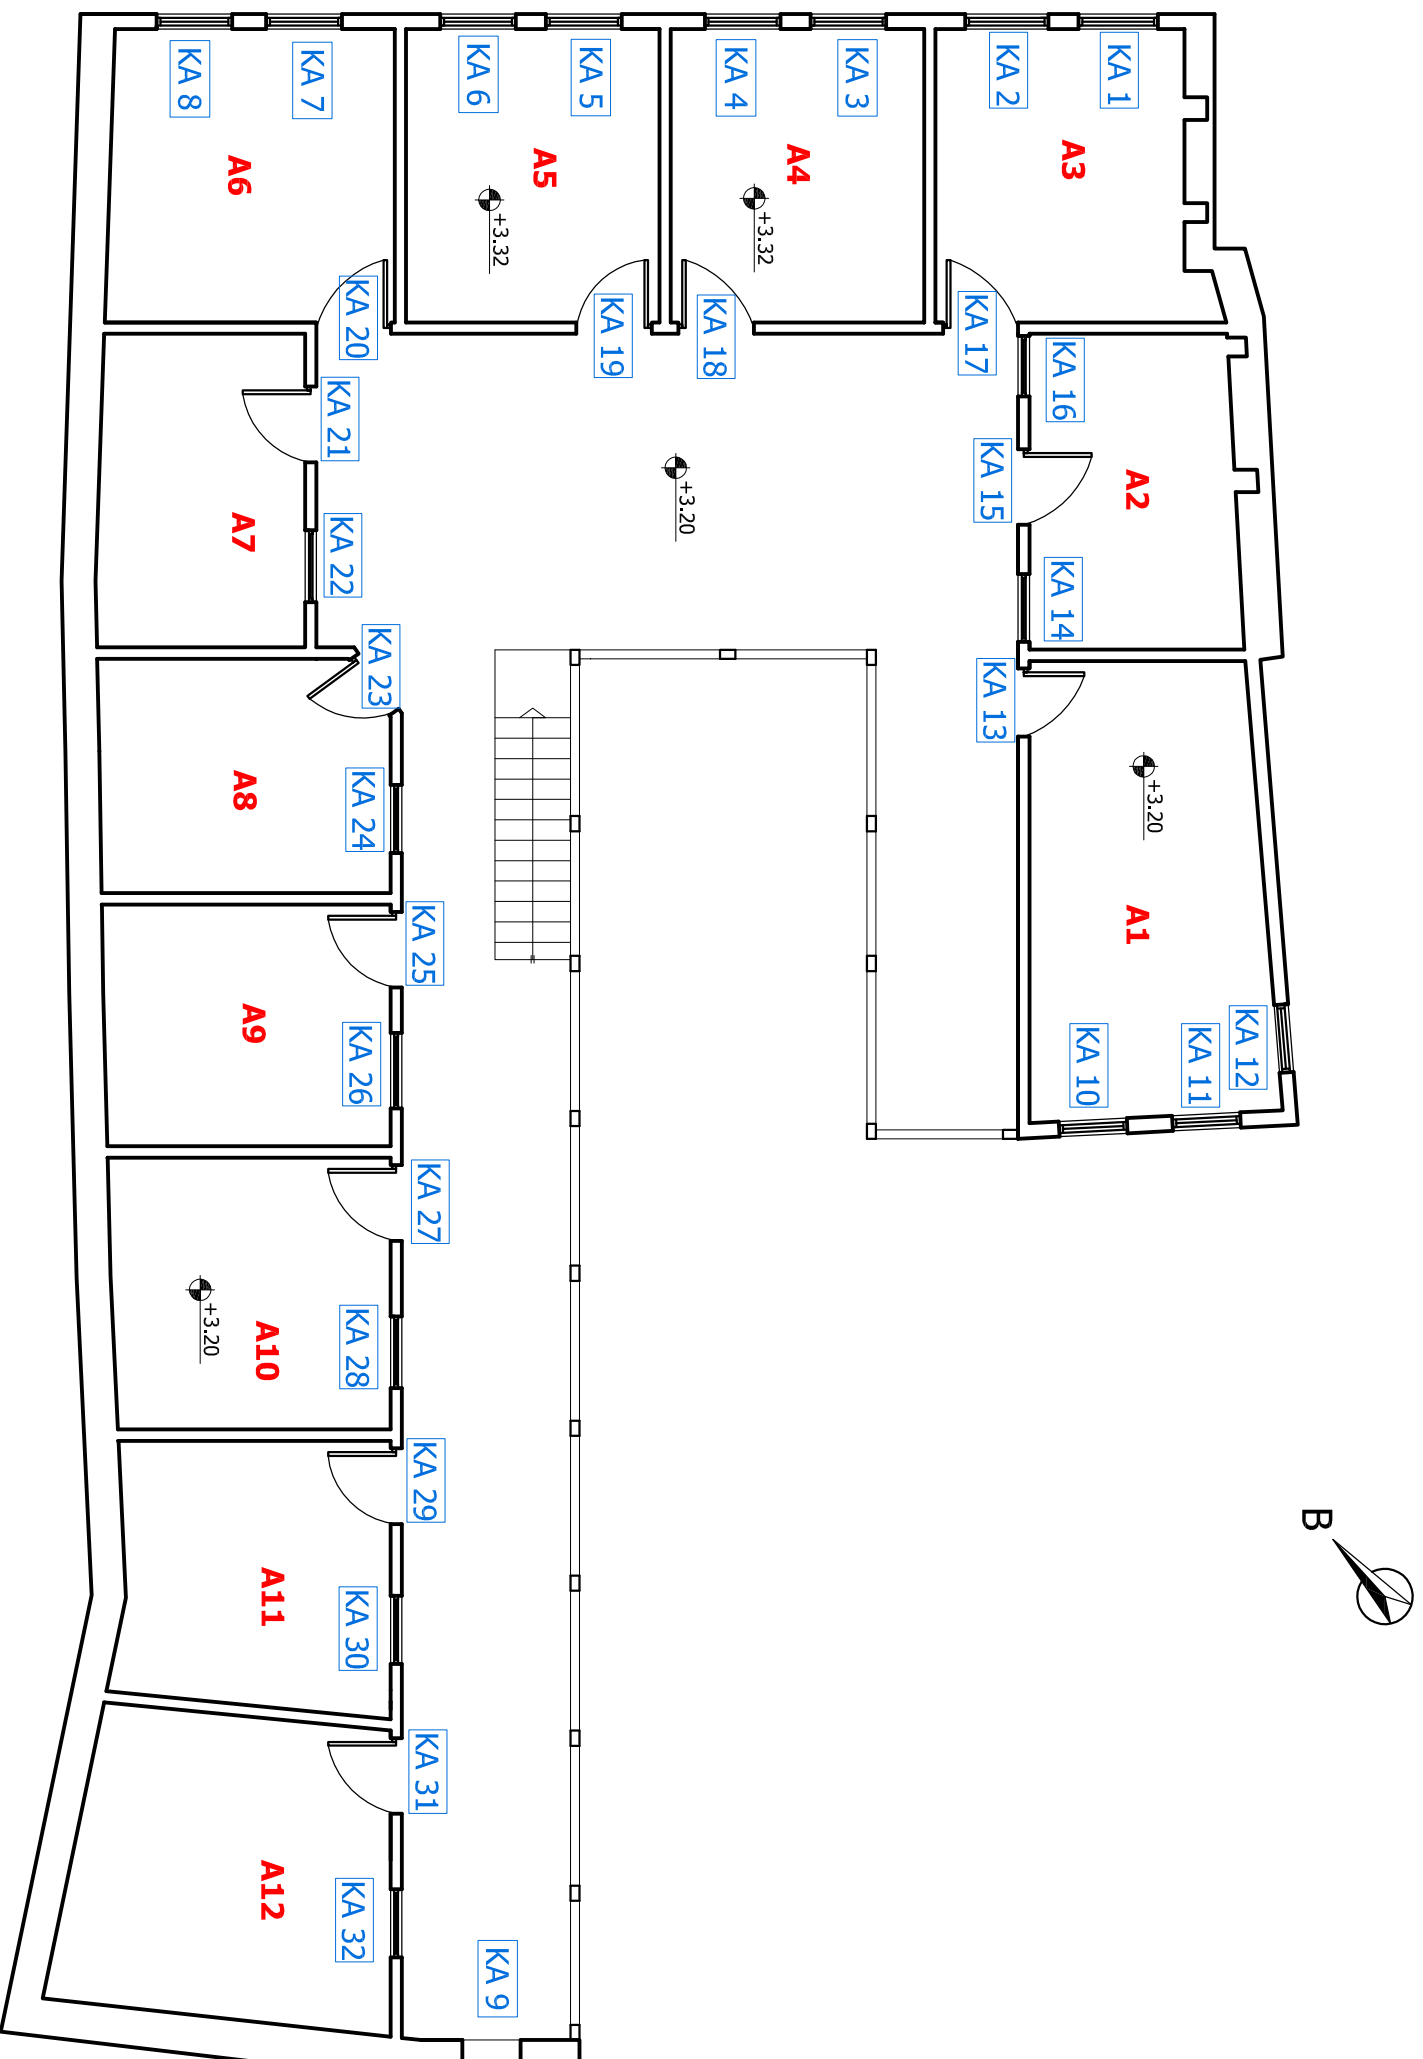 B
KA 12
KA 11
+3.20
A2
A1
KA 1
KA 10
A3
KA 16
KA 14
KA 2
KA 17
KA 15
KA 13
KA 3
A4
+3.32
KA 4
KA 18
+3.20
KA 5
KA 19
A5
+3.32
KA 6
KA 9
KA 27
KA 25
KA 29
KA 31
KA 23
KA 24
KA 26
KA 28
KA 30
KA 32
KA 20
KA 21
KA 22
KA 7
A6
A7
A8
A9
A10
A11
A12
+3.20
KA 8